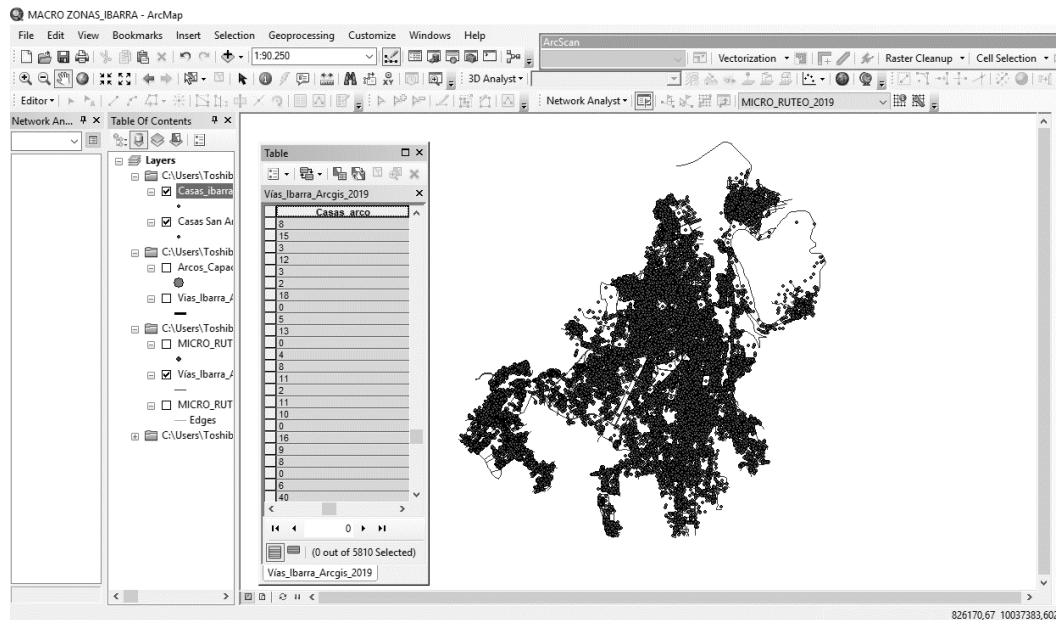 MACRO ZONAS_IBARRA - ArcMap
File Edit View Bookmarks Insert Selection Geoprocessing Customize Windows Help
ArcScan
1:90.250
Vectorization Raster Cleanup Cell Selection
3D Analyst
Editor
Network Analyst MICRO_RUTEO_2019
Network An...
Table Of Contents
Layers
C:\Users\Toshib
Casas_ibarra
Casas San Ar
C:\Users\Toshib
Arcos_Capac
Vias_Ibarra_A
C:\Users\Toshib
MICRO_RUT
Vías_Ibarra_A
MICRO_RUT
Edges
C:\Users\Toshib
Table
Vías_Ibarra_Arcgis_2019
Casas_arco
8
15
3
12
3
2
18
0
5
13
0
4
8
11
2
11
10
0
16
9
8
0
6
40
0
(0 out of 5810 Selected)
Vías_Ibarra_Arcgis_2019
826170,67 10037383,602